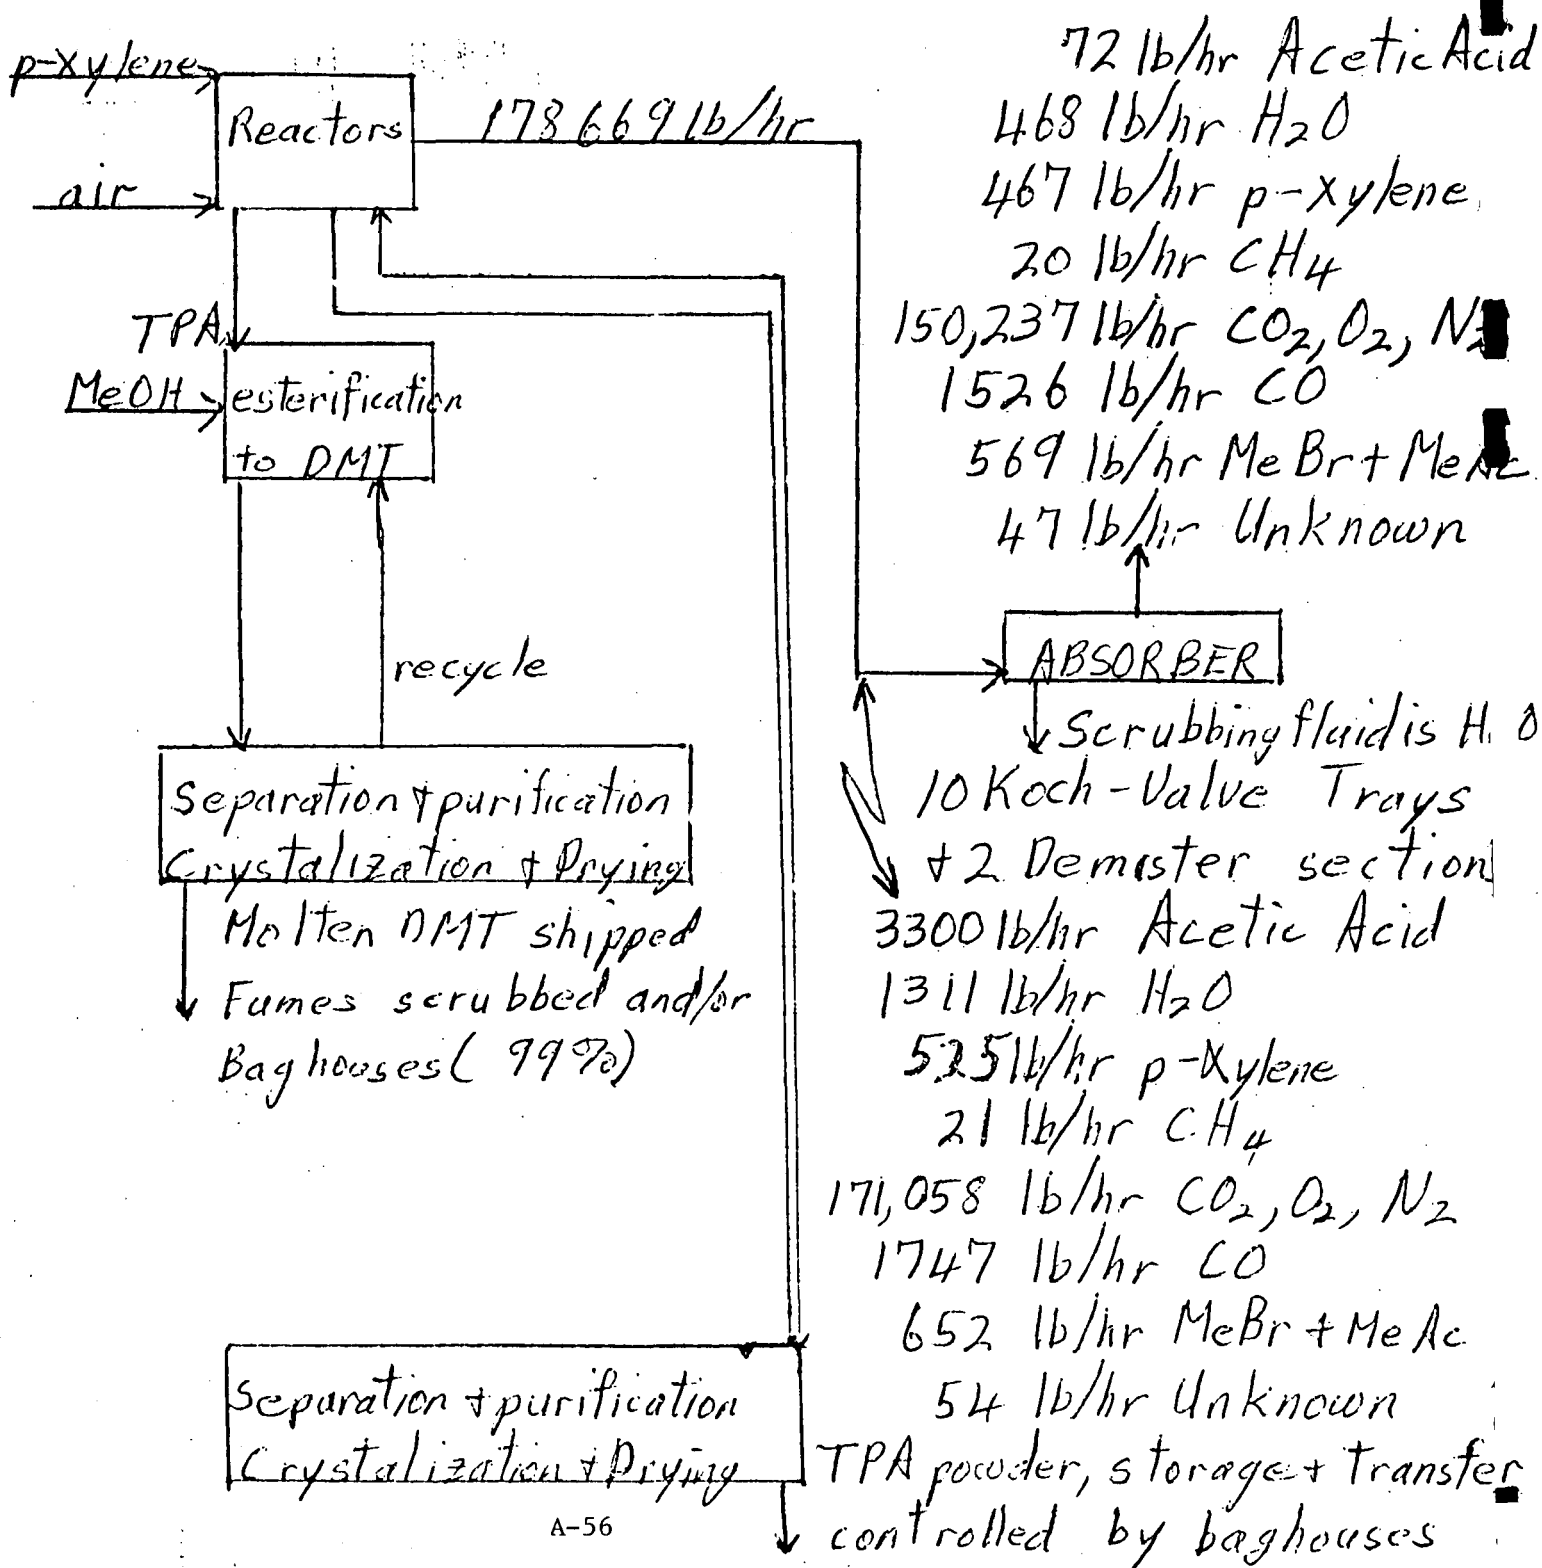 p-xylene
Reactors
air
178669 lb/hr
72 lb/hr Acetic Acid
468 lb/hr H2O
467 lb/hr p-xylene
20 lb/hr CH4
150,237 lb/hr CO2, O2, N2
1526 lb/hr CO
569 lb/hr MeBr + MeAc
47 lb/hr Unknown
TPA
MeOH
esterification
to DMT
recycle
ABSORBER
Scrubbing fluid is H. O
10 Koch-Valve Trays
+ 2 Demister section
Separation + purification
Crystalization + Drying
Molten DMT shipped
Fumes scrubbed and/or
Baghouses ( 99%)
3300 lb/hr Acetic Acid
1311 lb/hr H2O
525 lb/hr p-Xylene
21 lb/hr CH4
171,058 lb/hr CO2, O2, N2
1747 lb/hr CO
652 lb/hr MeBr + MeAc
54 lb/hr Unknown
Separation + purification
Crystalization + Drying
TPA powder, storage + Transfer
controlled by baghouses
A-56